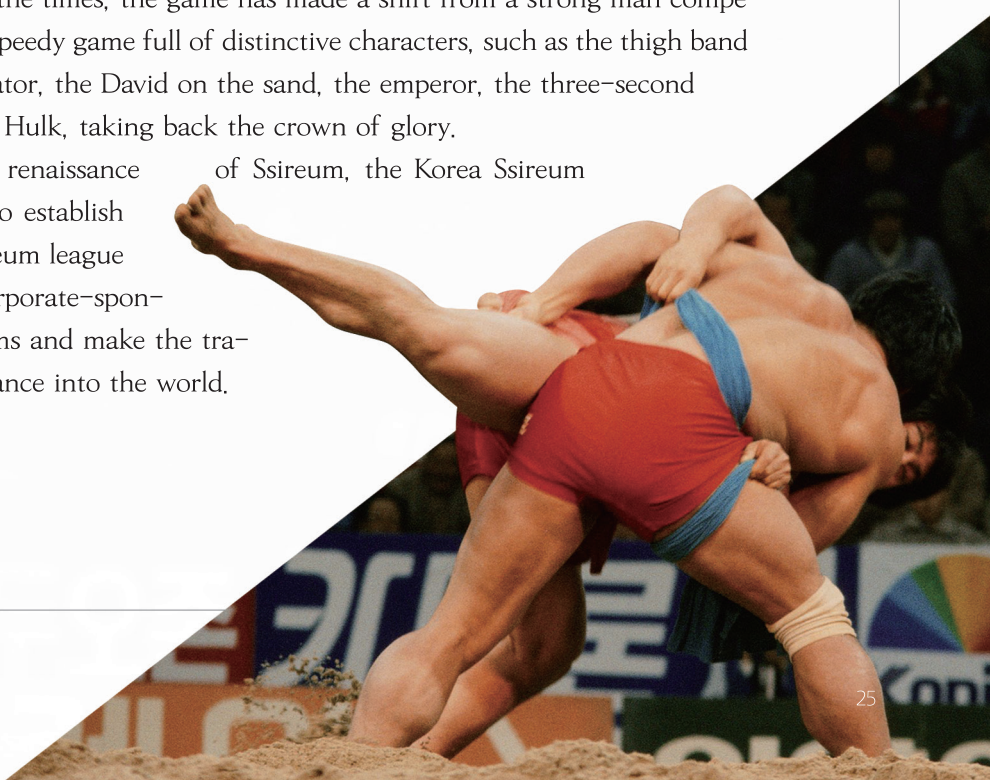 the times, the game has made a shift from a strong man compe
peedy game full of distinctive characters, such as the thigh band
ator, the David on the sand, the emperor, the three-second
Hulk, taking back the crown of glory.
renaissance of Ssireum, the Korea Ssireum
o establish
eum league
rporate-spon-
ms and make the tra-
ance into the world.
25